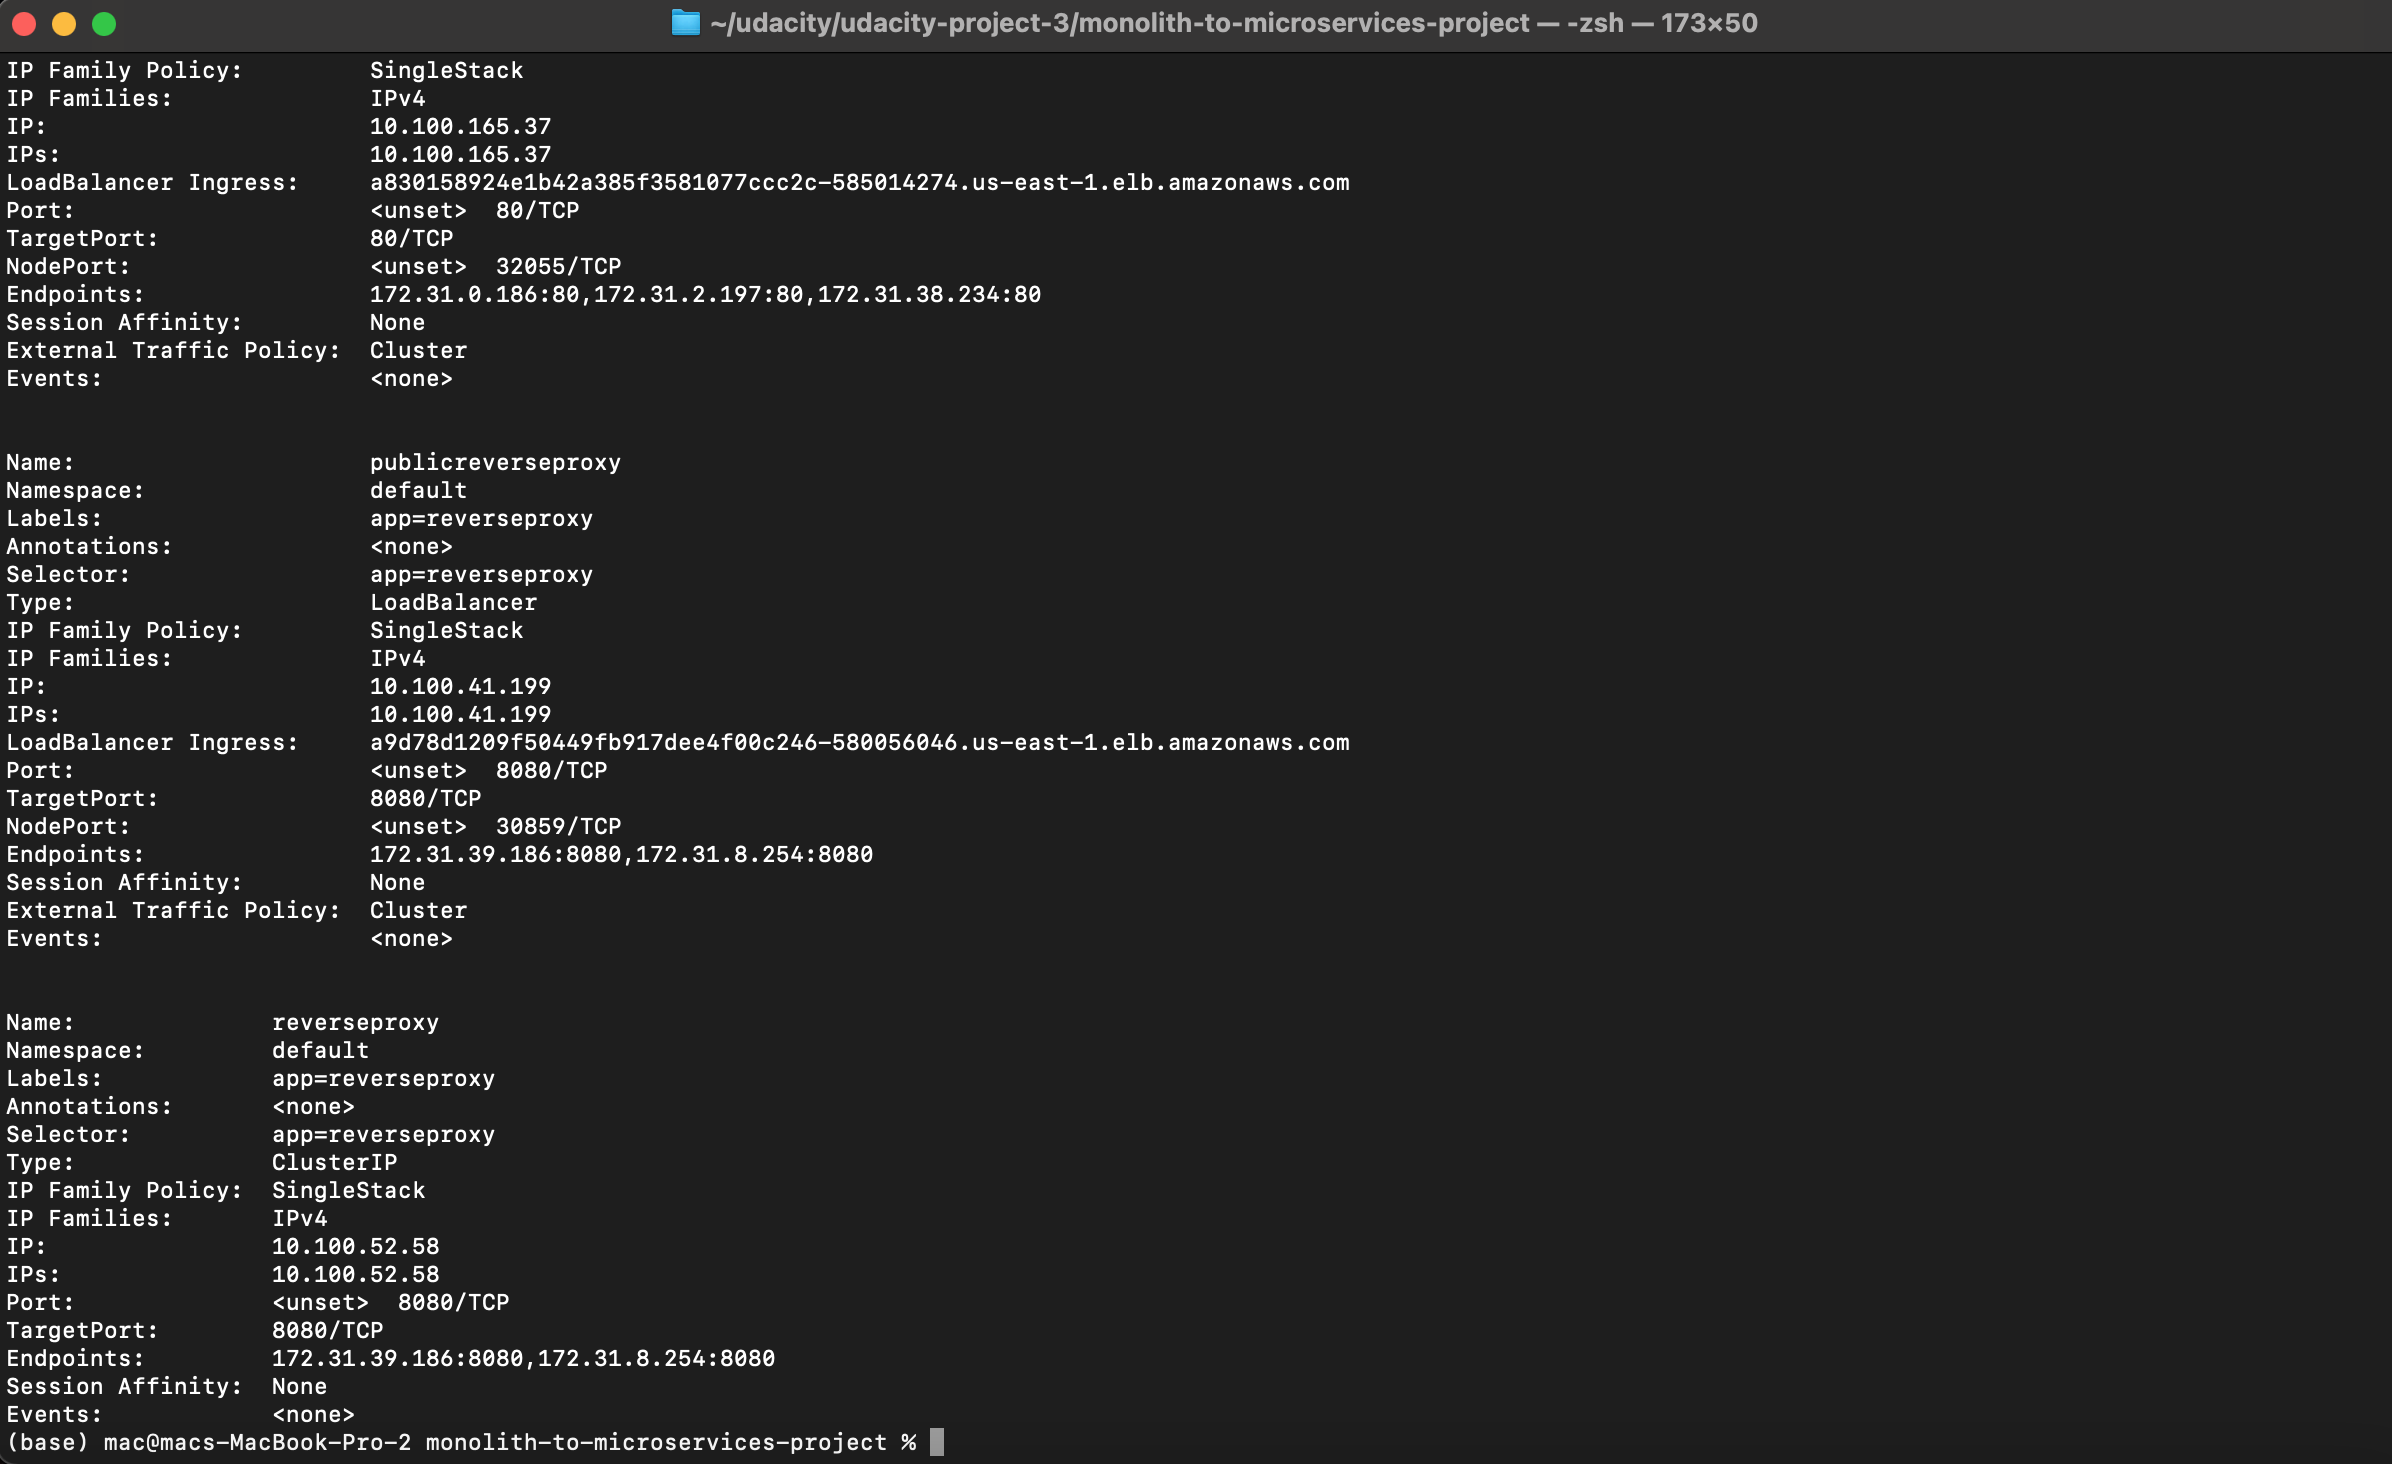 ~/udacity/udacity-project-3/monolith-to-microservices-project — -zsh — 173×50
IP Family Policy: SingleStack
IP Families: IPv4
IP: 10.100.165.37
IPs: 10.100.165.37
LoadBalancer Ingress: a830158924e1b42a385f3581077ccc2c-585014274.us-east-1.elb.amazonaws.com
Port: <unset> 80/TCP
TargetPort: 80/TCP
NodePort: <unset> 32055/TCP
Endpoints: 172.31.0.186:80,172.31.2.197:80,172.31.38.234:80
Session Affinity: None
External Traffic Policy: Cluster
Events: <none>
Name: publicreverseproxy
Namespace: default
Labels: app=reverseproxy
Annotations: <none>
Selector: app=reverseproxy
Type: LoadBalancer
IP Family Policy: SingleStack
IP Families: IPv4
IP: 10.100.41.199
IPs: 10.100.41.199
LoadBalancer Ingress: a9d78d1209f50449fb917dee4f00c246-580056046.us-east-1.elb.amazonaws.com
Port: <unset> 8080/TCP
TargetPort: 8080/TCP
NodePort: <unset> 30859/TCP
Endpoints: 172.31.39.186:8080,172.31.8.254:8080
Session Affinity: None
External Traffic Policy: Cluster
Events: <none>
Name: reverseproxy
Namespace: default
Labels: app=reverseproxy
Annotations: <none>
Selector: app=reverseproxy
Type: ClusterIP
IP Family Policy: SingleStack
IP Families: IPv4
IP: 10.100.52.58
IPs: 10.100.52.58
Port: <unset> 8080/TCP
TargetPort: 8080/TCP
Endpoints: 172.31.39.186:8080,172.31.8.254:8080
Session Affinity: None
Events: <none>
(base) mac@macs-MacBook-Pro-2 monolith-to-microservices-project %